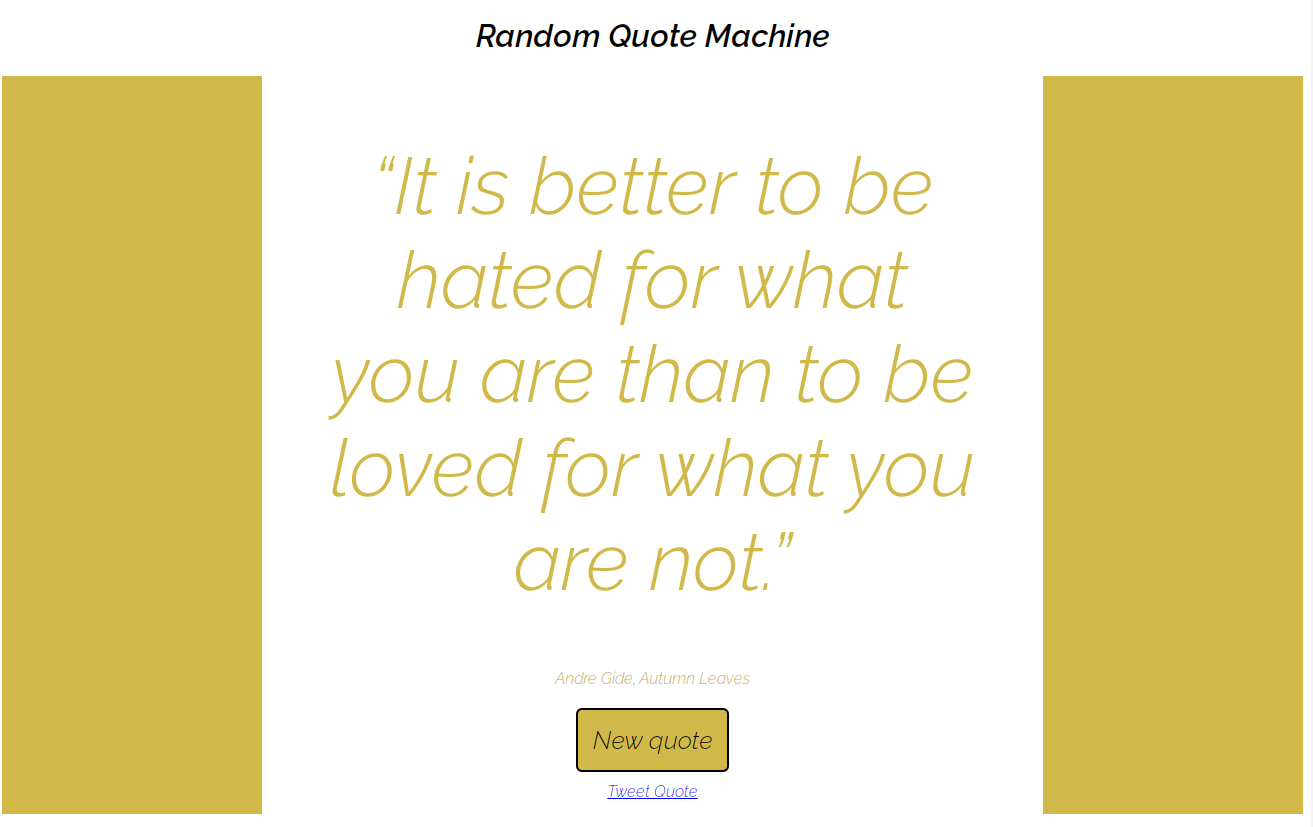 Random Quote Machine
“It is better to be
hated for what
you are than to be
loved for what you
are not.”
Andre Gide, Autumn Leaves
New quote
Tweet Quote